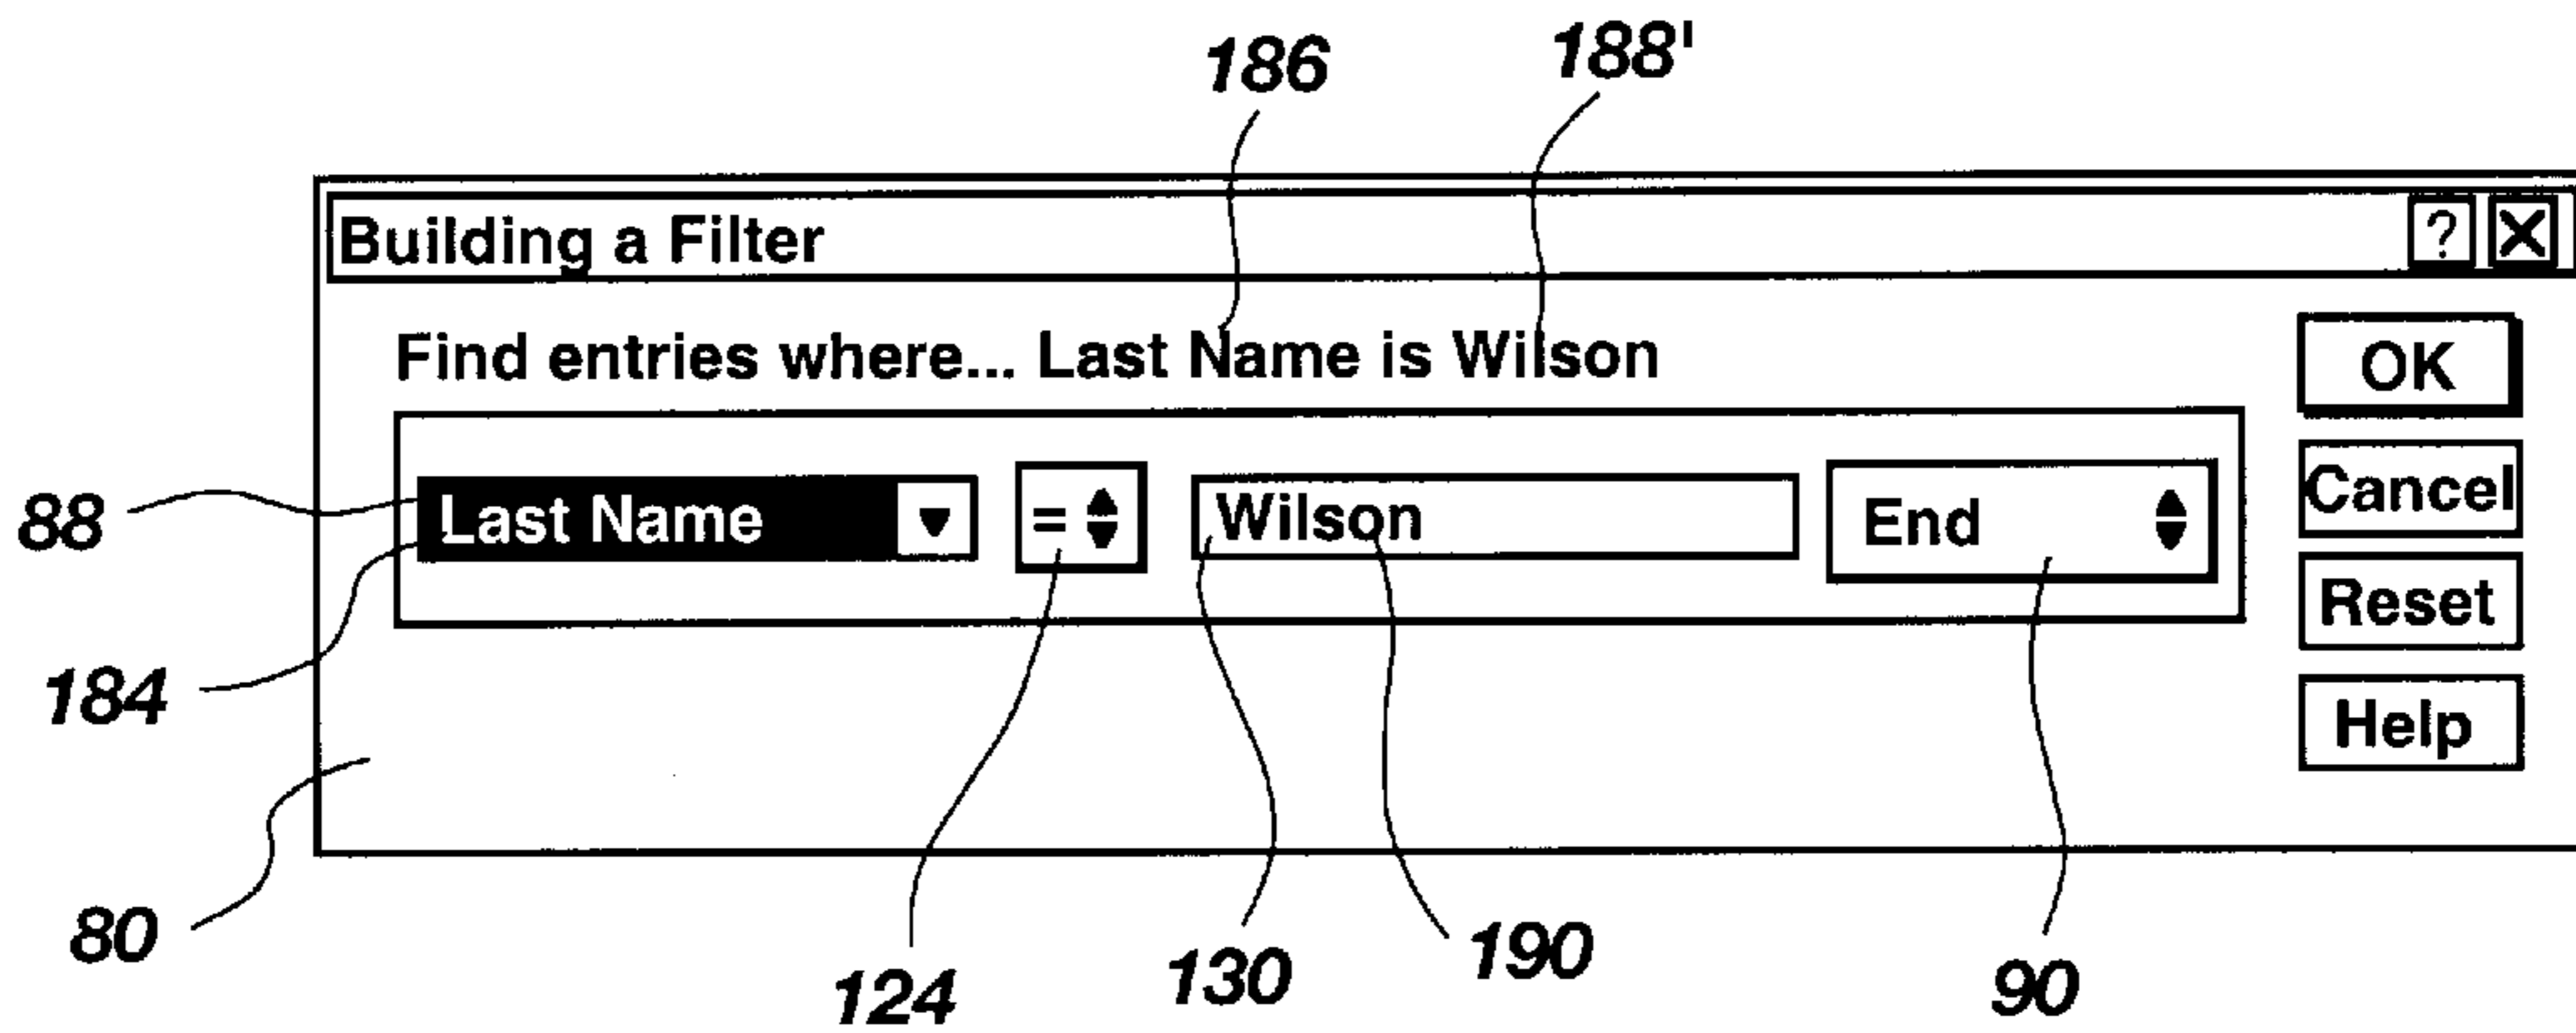 186 188'
Building a Filter ? X
Find entries where... Last Name is Wilson
OK
88 Last Name = Wilson End
Cancel
Reset
184
Help
80
124 130 190 90